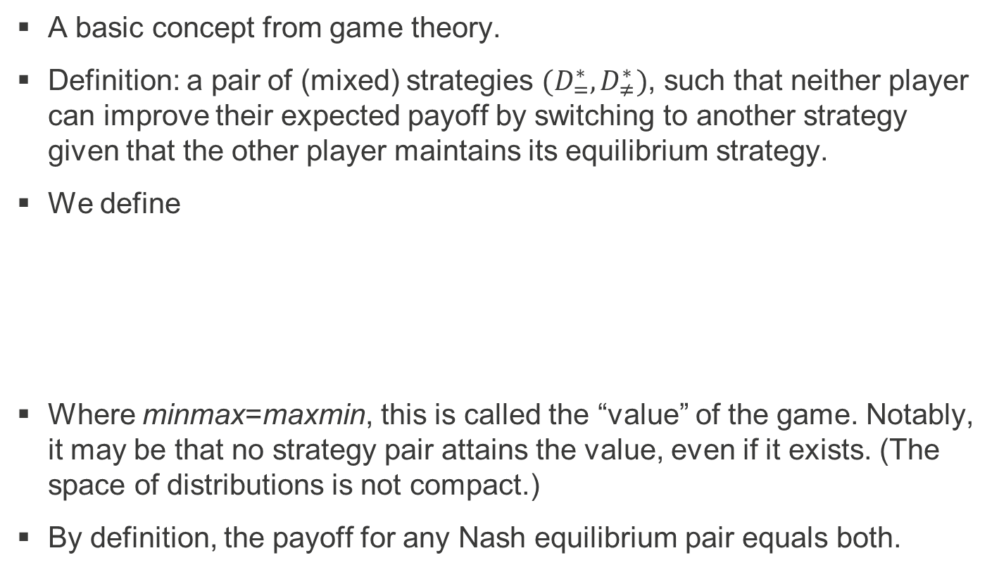 ▪ A basic concept from game theory.
▪ Definition: a pair of (mixed) strategies (D₌*, D≠*), such that neither player
can improve their expected payoff by switching to another strategy
given that the other player maintains its equilibrium strategy.
▪ We define
▪ Where minmax=maxmin, this is called the “value” of the game. Notably,
it may be that no strategy pair attains the value, even if it exists. (The
space of distributions is not compact.)
▪ By definition, the payoff for any Nash equilibrium pair equals both.